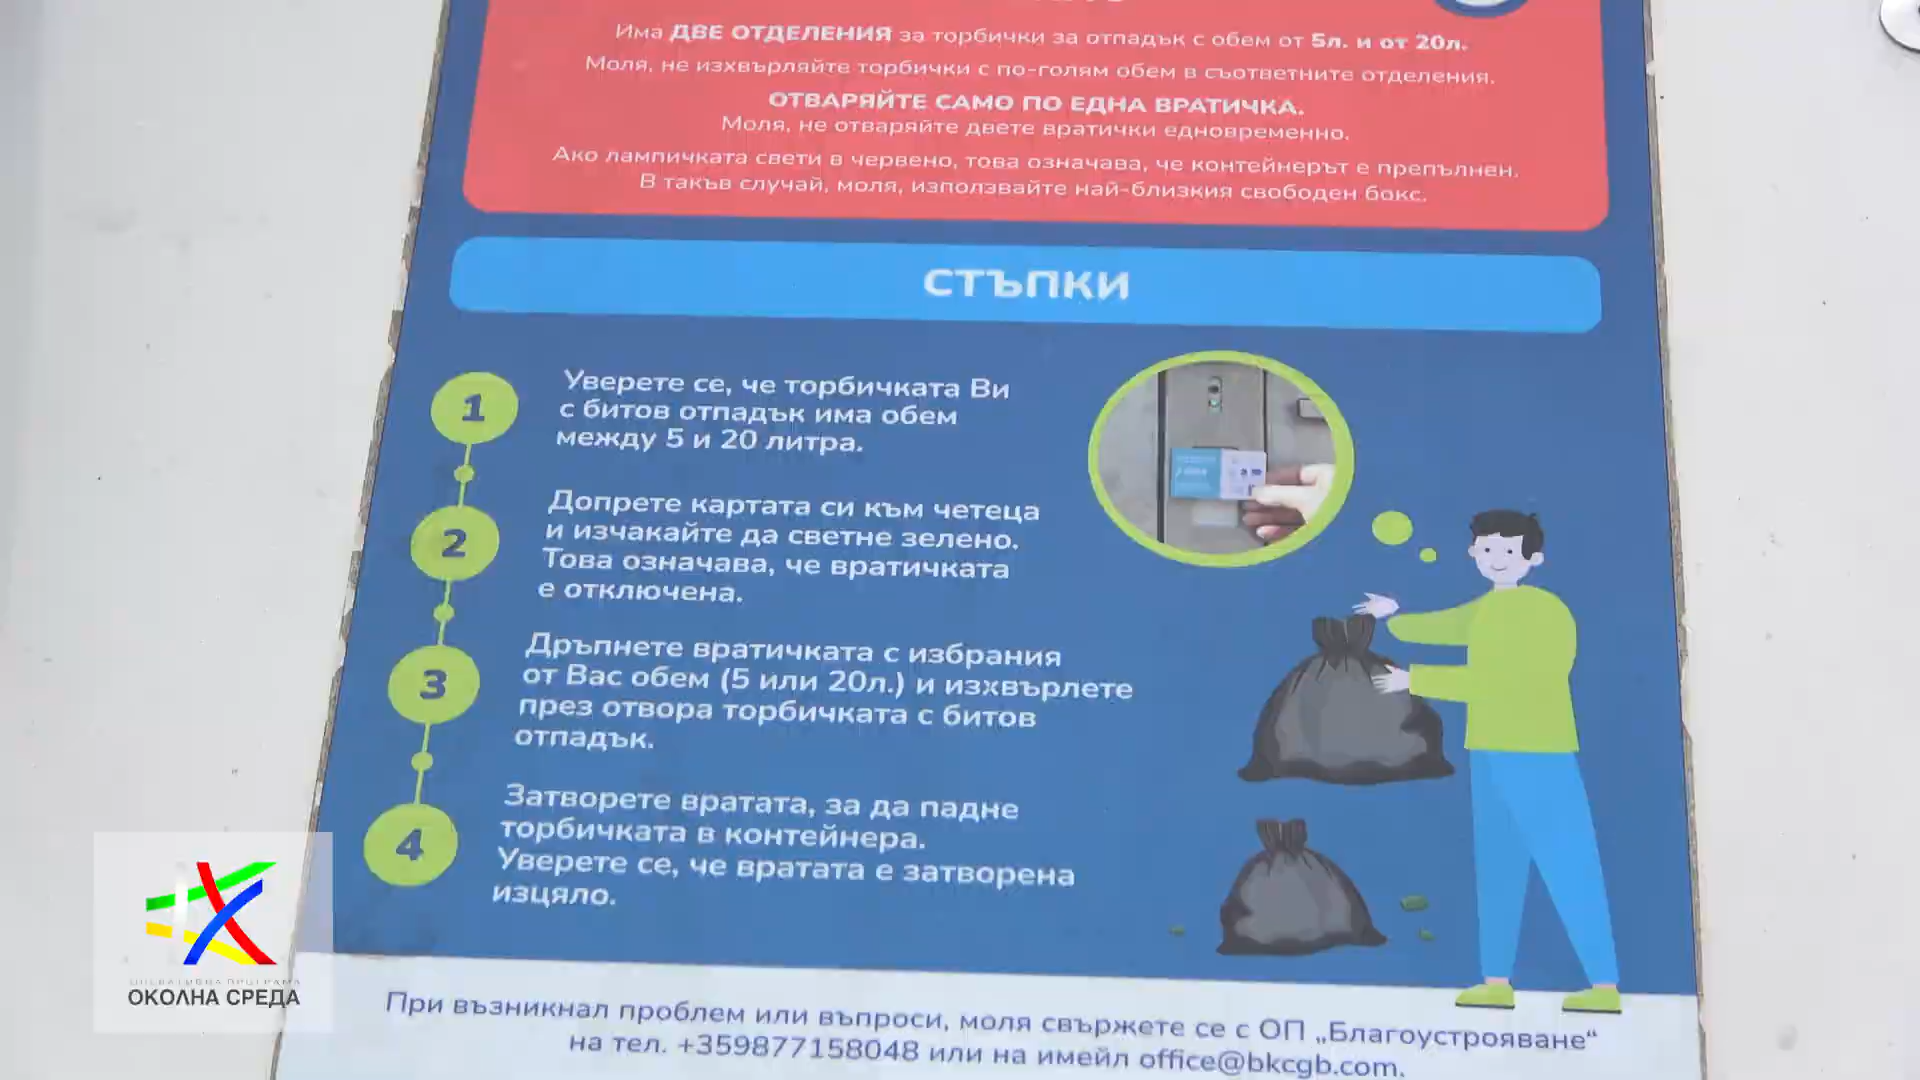 Има ДВЕ ОТДЕЛЕНИЯ за торбички за отпадък с обем от 5л. и от 20л.
Моля, не изхвърляйте торбички с по-голям обем в съответните отделения.
ОТВАРЯЙТЕ САМО ПО ЕДНА ВРАТИЧКА.
Моля, не отваряйте двете вратички едновременно.
Ако лампичката свети в червено, това означава, че контейнерът е препълнен.
В такъв случай, моля, използвайте най-близкия свободен бокс.
СТЪПКИ
1
Уверете се, че торбичката Ви
с битов отпадък има обем
между 5 и 20 литра.
2
Допрете картата си към четеца
и изчакайте да светне зелено.
Това означава, че вратичката
е отключена.
3
Дръпнете вратичката с избрания
от Вас обем (5 или 20л.) и изхвърлете
през отвора торбичката с битов
отпадък.
4
Затворете вратата, за да падне
торбичката в контейнера.
Уверете се, че вратата е затворена
изцяло.
При възникнал проблем или въпроси, моля свържете се с ОП „Благоустрояване“
на тел. +359877158048 или на имейл office@bkcgb.com.
ОПЕРАТИВНА ПРОГРАМА
ОКОЛНА СРЕДА